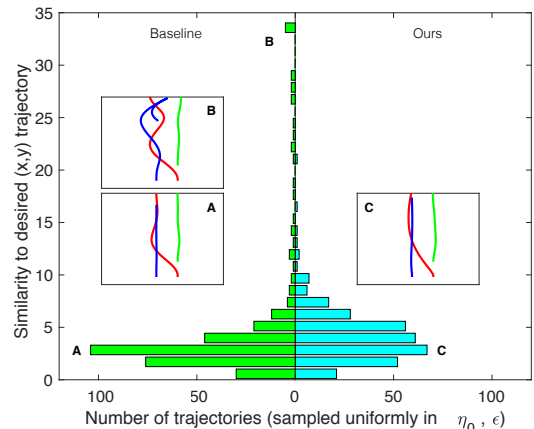 Baseline
Ours
B
B
A
C
A
C
Similarity to desired (x,y) trajectory
35
30
25
20
15
10
5
0
100
50
0
50
100
Number of trajectories (sampled uniformly in η₀ , ϵ)